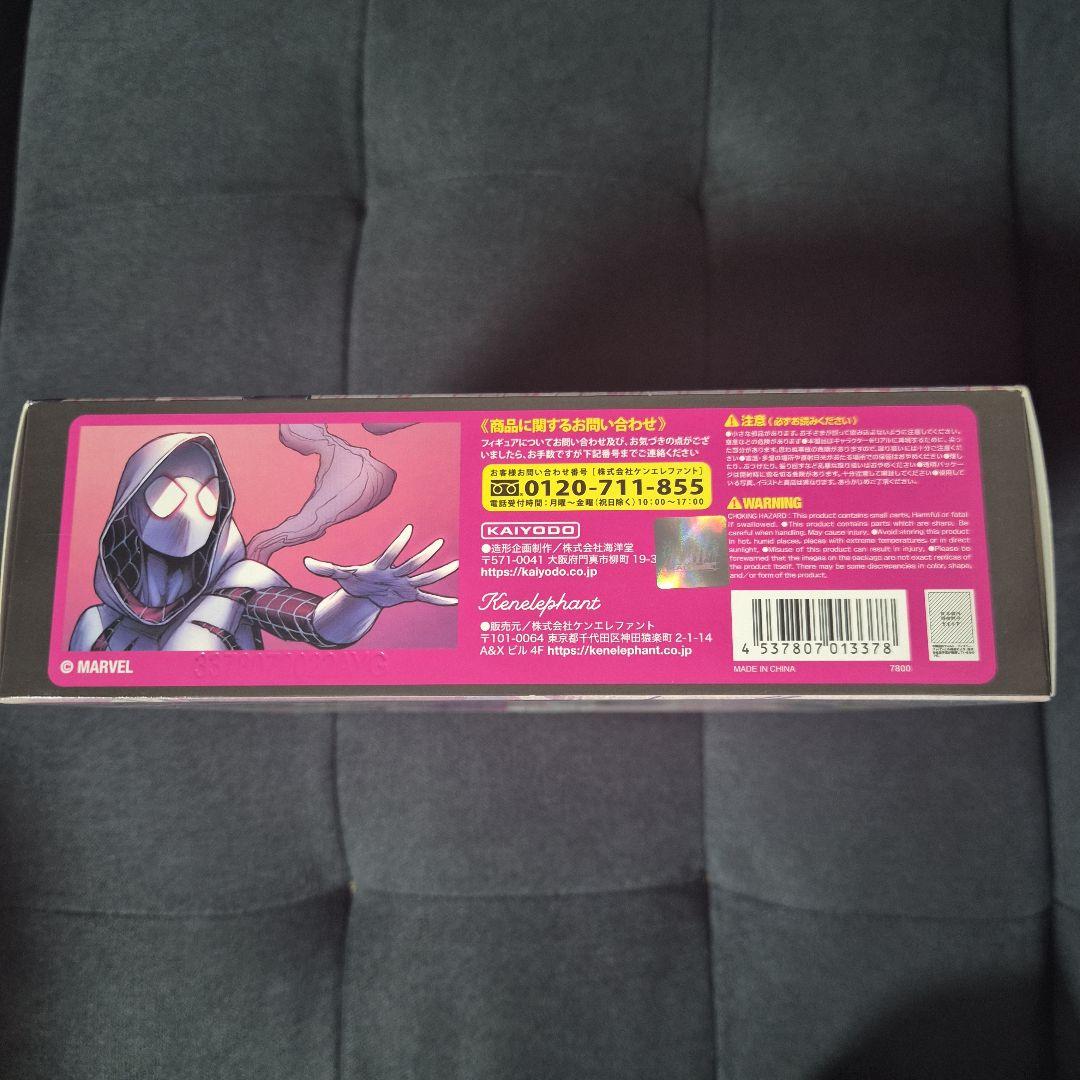 《商品に関するお問い合わせ》
フィギュアについてお問い合わせ及び、お気づきの点がござ
いましたら、お手数ですが下記番号までご連絡ください
お客様お問い合わせ番号［株式会社ケンエレファント］
0120-711-855
電話受付時間：月曜～金曜（祝日除く）10：00～17：00
KAIYODO
●造形企画制作／株式会社海洋堂
〒571-0041 大阪府門真市柳町 19-3
https://kaiyodo.co.jp
Kenelephant
●販売元／株式会社ケンエレファント
〒101-0064 東京都千代田区神田猿楽町 2-1-14
A&X ビル 4F https://kenelephant.co.jp
© MARVEL
注意《必ずお読みください》
WARNING
CHOKING HAZARD : This product contains small parts. Harmful or fatal
if swallowed. ●This product contains parts which are sharp. Be
careful when handling. May cause injury. ●Avoid storing this product
in hot, humid places, places with extreme temperatures, or in direct
sunlight. ●Misuse of this product can result in injury. ●Please be
forewarned that the images on the package are not exact replicas of
the product itself. There may be some discrepancies in color, shape,
and/or form of the product.
4 537807 013378
MADE IN CHINA
7800